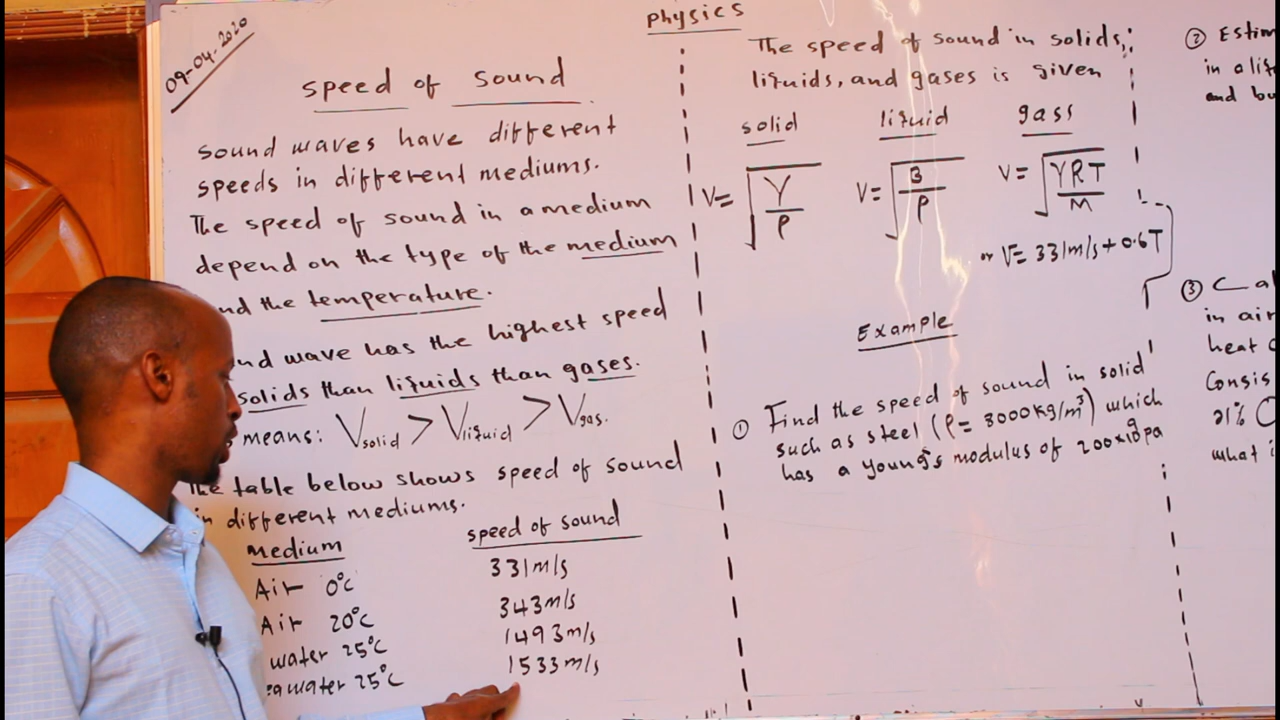 09-04-2020
Physics
speed of sound
sound waves have different
speeds in different mediums.
The speed of sound in a medium
depend on the type of the medium
nd the temperature.
nd wave has the highest speed
solids than liquids than gases.
means: Vsolid > Vliquid > Vgas.
The table below shows speed of sound
in different mediums.
medium speed of sound
Air 0°c 331m/s
Air 20°c 343m/s
water 25°c 1493m/s
ea water 25°c 1533m/s
The speed of sound in solids,
liquids, and gases is given
solid liquid gass
V= √Y/ρ V= √B/ρ V= √γRT/M
or V= 331m/s + 0.6T
Example
① Find the speed of sound in solid
such as steel (ρ= 8000kg/m³) which
has a young's modulus of 200x10⁹pa
② Estim
in a liq
and bu
③ Cal
in air
heat c
Consis
21% O
what i